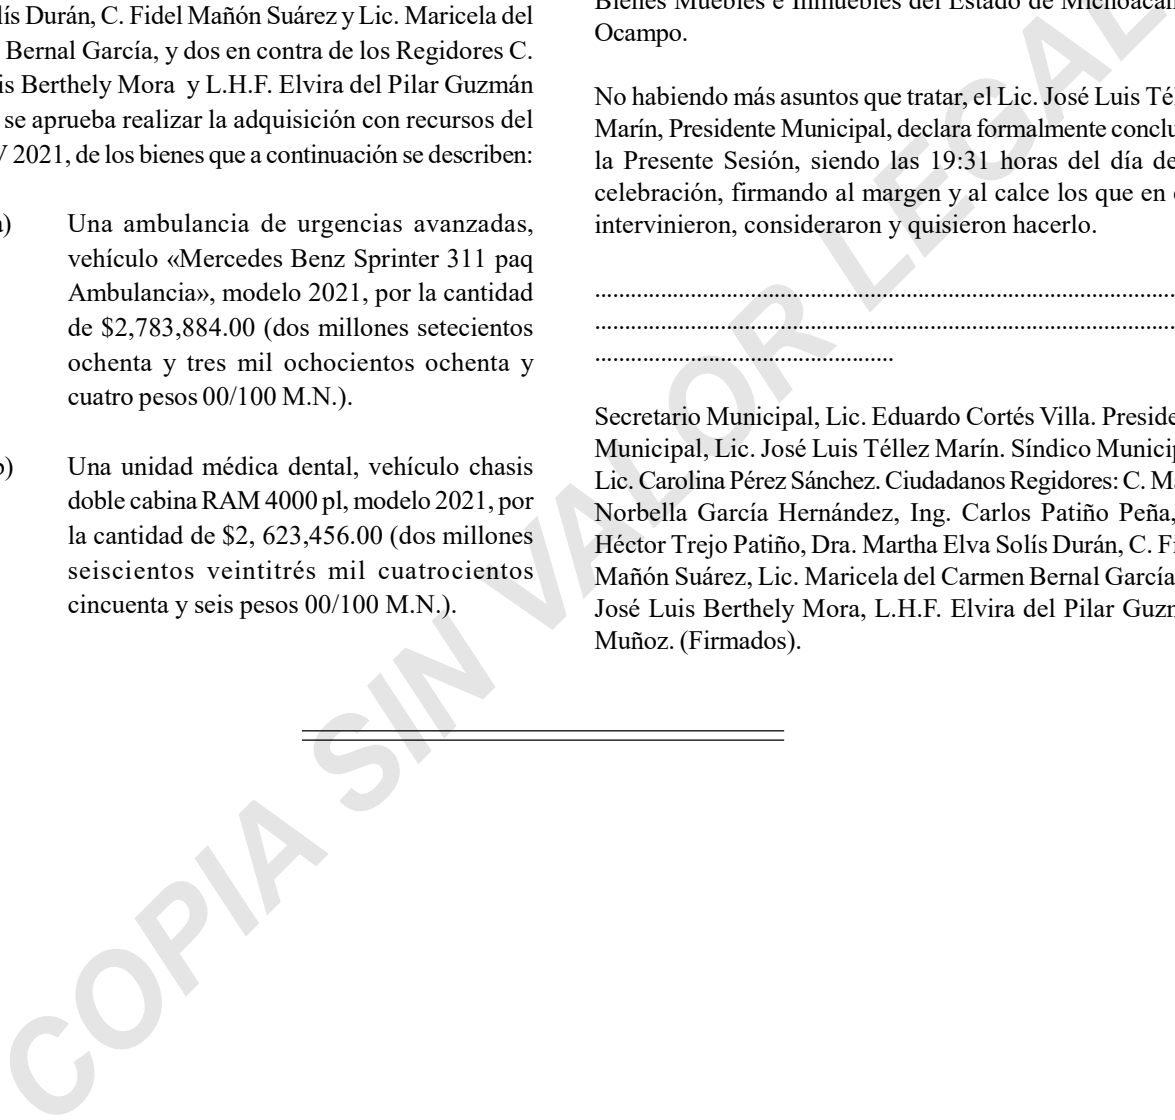 lís Durán, C. Fidel Mañón Suárez y Lic. Maricela del
Bernal García, y dos en contra de los Regidores C.
is Berthely Mora y L.H.F. Elvira del Pilar Guzmán
se aprueba realizar la adquisición con recursos del
2021, de los bienes que a continuación se describen:
a) Una ambulancia de urgencias avanzadas,
vehículo «Mercedes Benz Sprinter 311 paq
Ambulancia», modelo 2021, por la cantidad
de $2,783,884.00 (dos millones setecientos
ochenta y tres mil ochocientos ochenta y
cuatro pesos 00/100 M.N.).
b) Una unidad médica dental, vehículo chasis
doble cabina RAM 4000 pl, modelo 2021, por
la cantidad de $2, 623,456.00 (dos millones
seiscientos veintitrés mil cuatrocientos
cincuenta y seis pesos 00/100 M.N.).
Bienes Muebles e Inmuebles del Estado de Michoacán
Ocampo.
No habiendo más asuntos que tratar, el Lic. José Luis Tél
Marín, Presidente Municipal, declara formalmente conclu
la Presente Sesión, siendo las 19:31 horas del día de
celebración, firmando al margen y al calce los que en
intervinieron, consideraron y quisieron hacerlo.
Secretario Municipal, Lic. Eduardo Cortés Villa. Preside
Municipal, Lic. José Luis Téllez Marín. Síndico Municip
Lic. Carolina Pérez Sánchez. Ciudadanos Regidores: C. Ma
Norbella García Hernández, Ing. Carlos Patiño Peña,
Héctor Trejo Patiño, Dra. Martha Elva Solís Durán, C. Fi
Mañón Suárez, Lic. Maricela del Carmen Bernal García
José Luis Berthely Mora, L.H.F. Elvira del Pilar Guzm
Muñoz. (Firmados).
COPIA SIN VALOR LEGAL